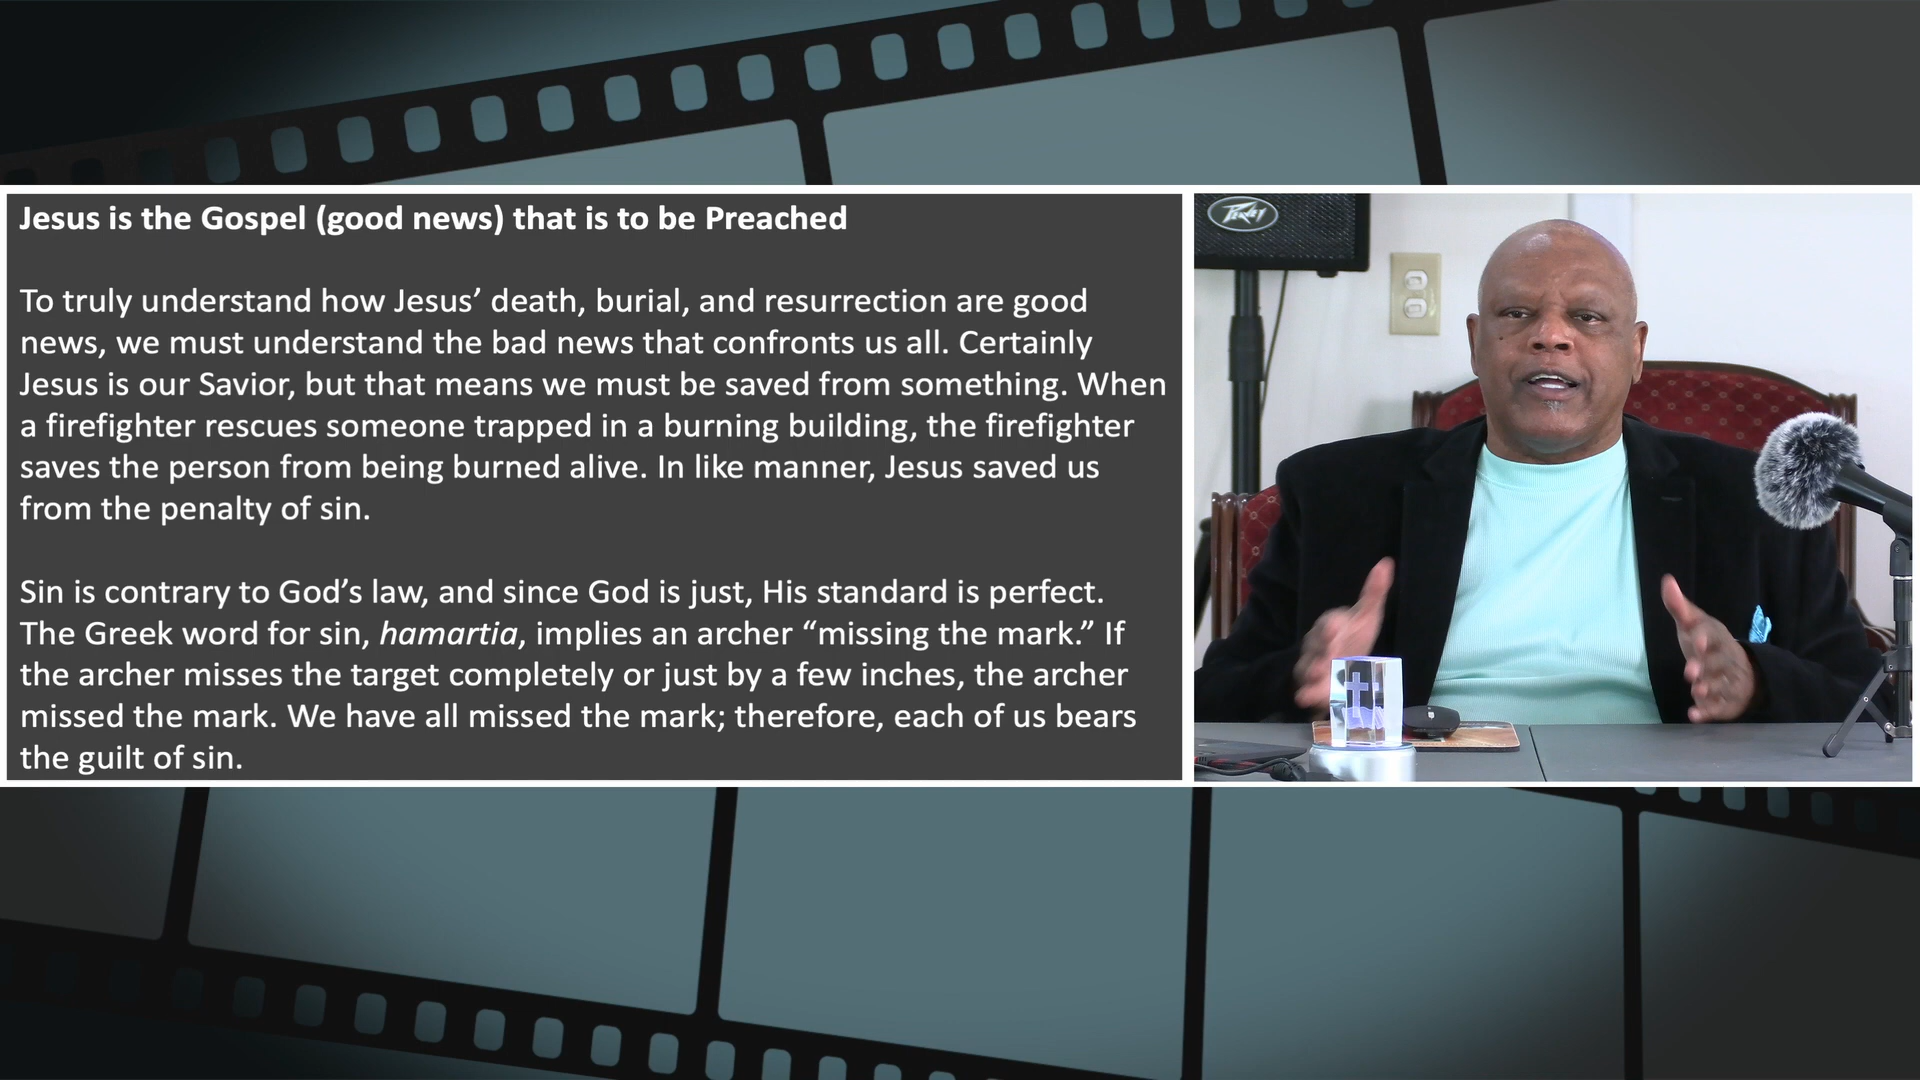 Jesus is the Gospel (good news) that is to be Preached
To truly understand how Jesus’ death, burial, and resurrection are good
news, we must understand the bad news that confronts us all. Certainly
Jesus is our Savior, but that means we must be saved from something. When
a firefighter rescues someone trapped in a burning building, the firefighter
saves the person from being burned alive. In like manner, Jesus saved us
from the penalty of sin.
Sin is contrary to God’s law, and since God is just, His standard is perfect.
The Greek word for sin, hamartia, implies an archer “missing the mark.” If
the archer misses the target completely or just by a few inches, the archer
missed the mark. We have all missed the mark; therefore, each of us bears
the guilt of sin.
Peavey